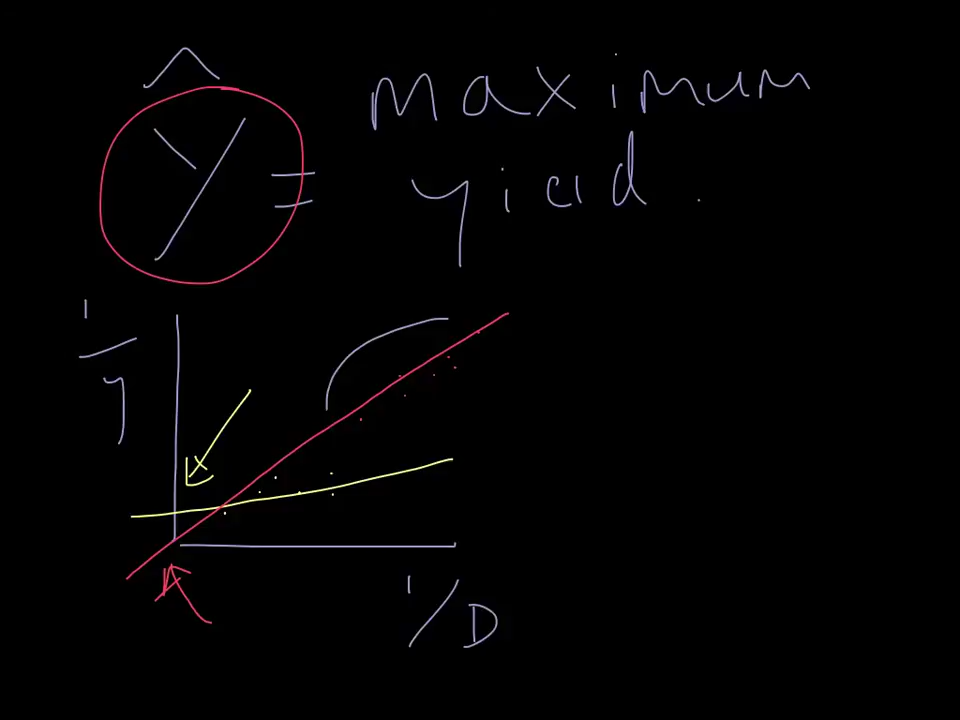 ŷ = maximum
yield.
1/y
1/D